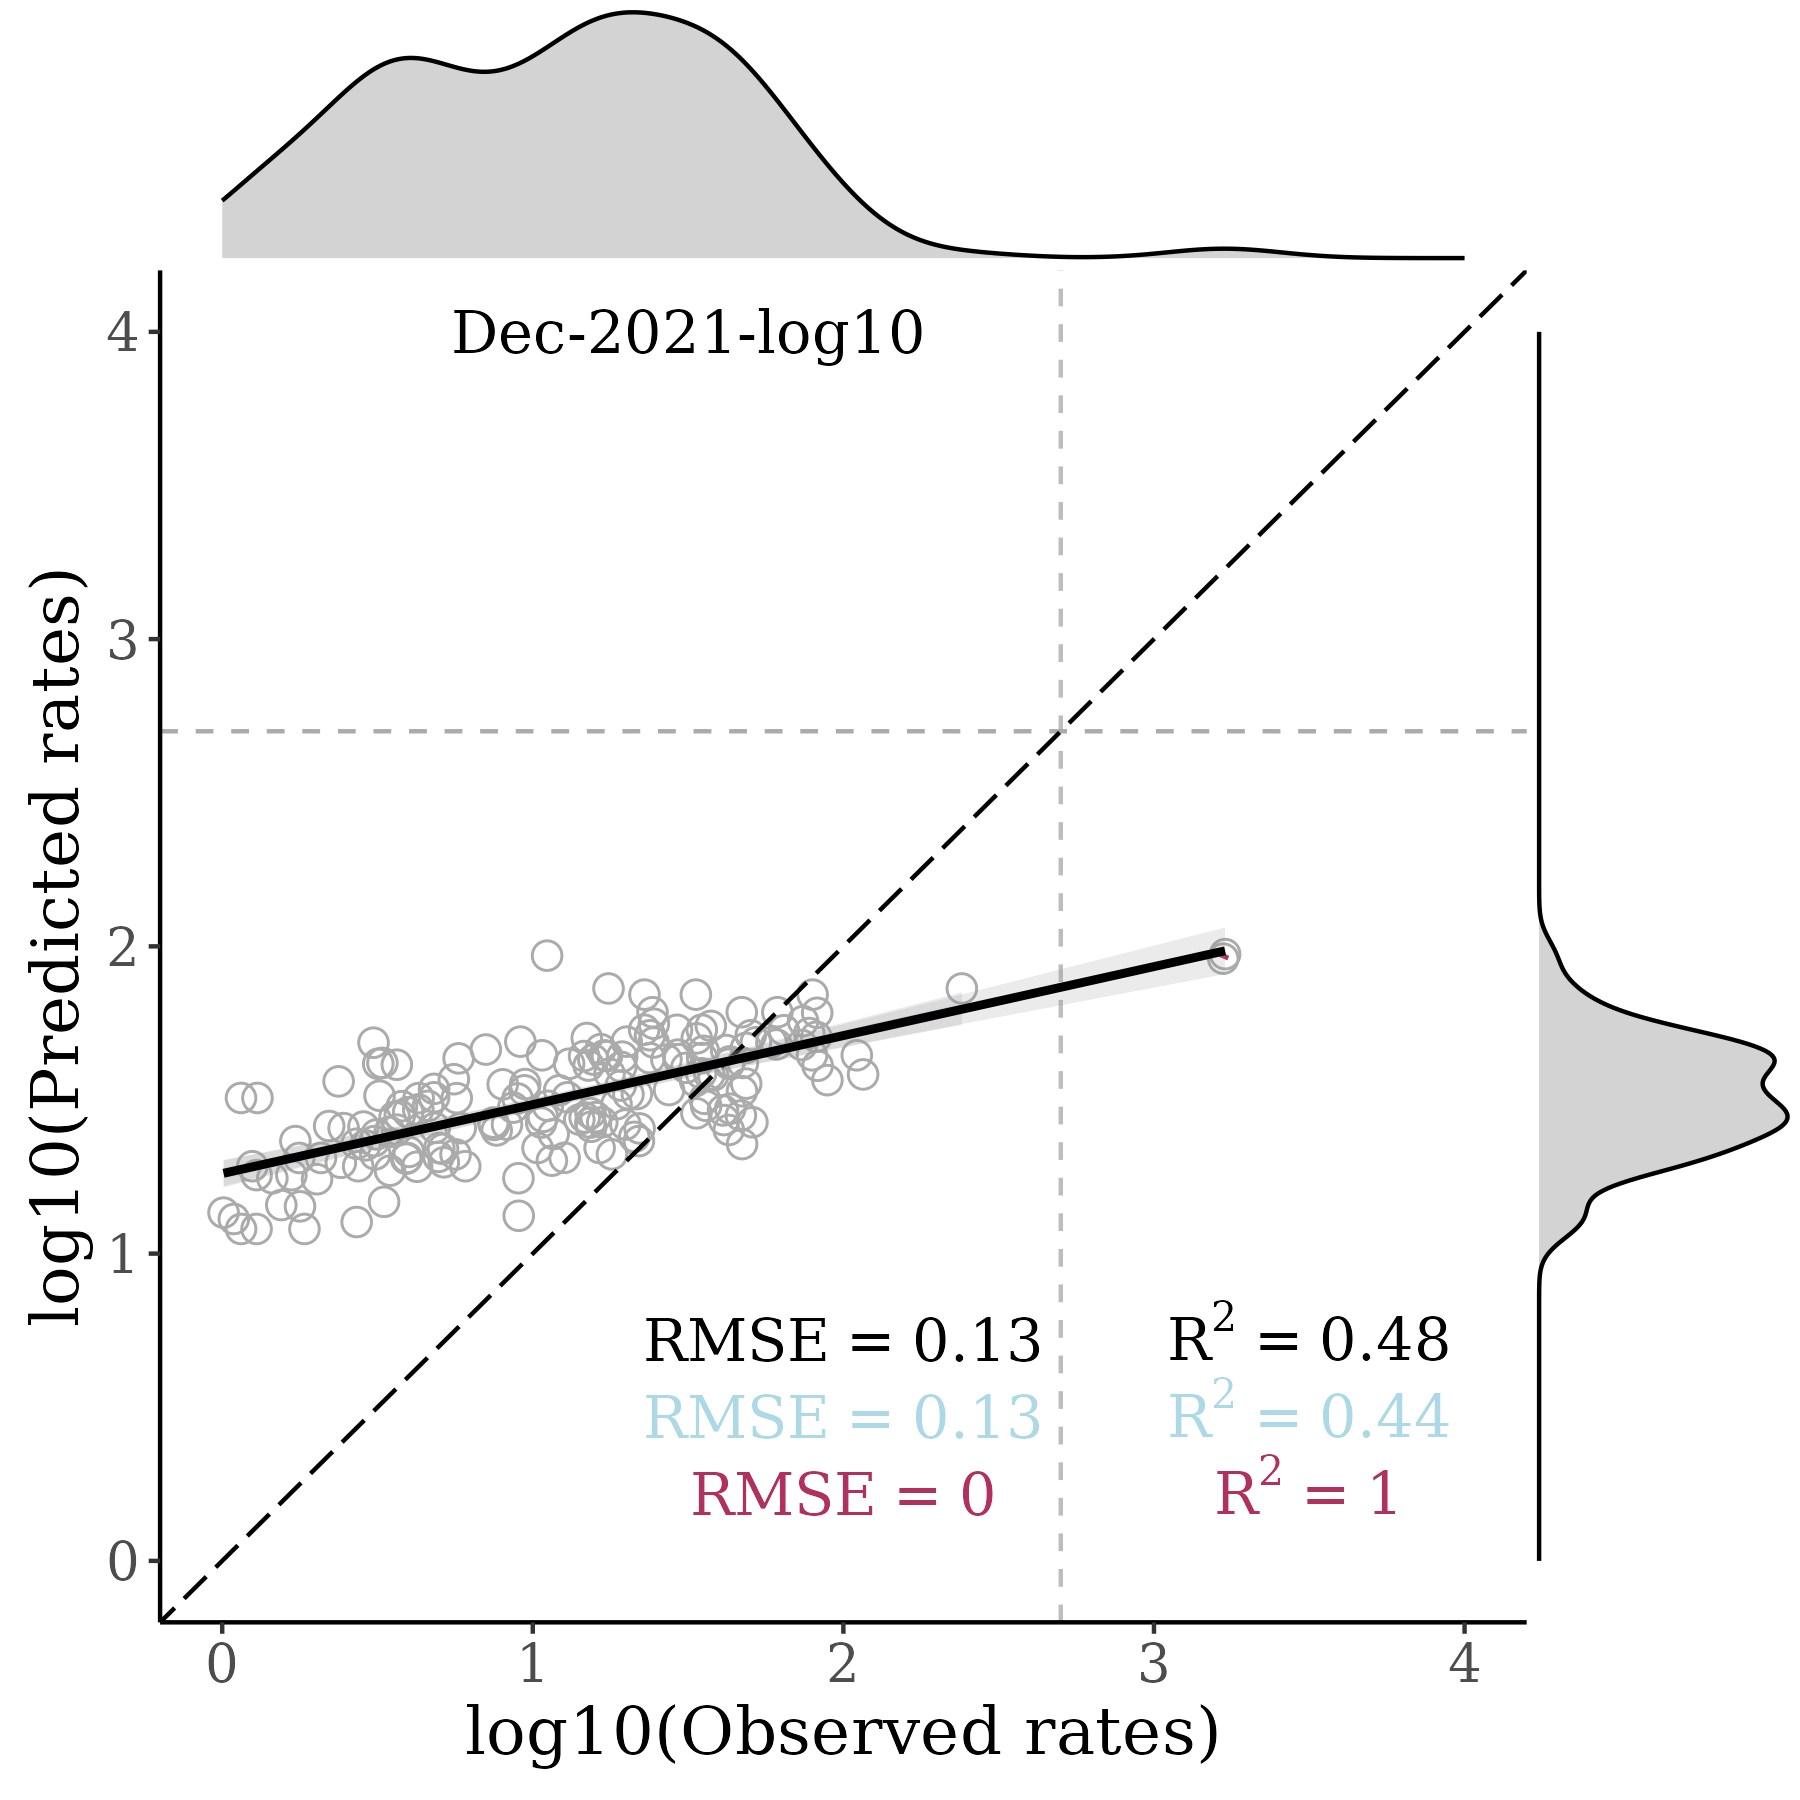 Dec-2021-log10
4
3
2
1
0
log10(Predicted rates)
RMSE = 0.13 R² = 0.48
RMSE = 0.13 R² = 0.44
RMSE = 0 R² = 1
0 1 2 3 4
log10(Observed rates)